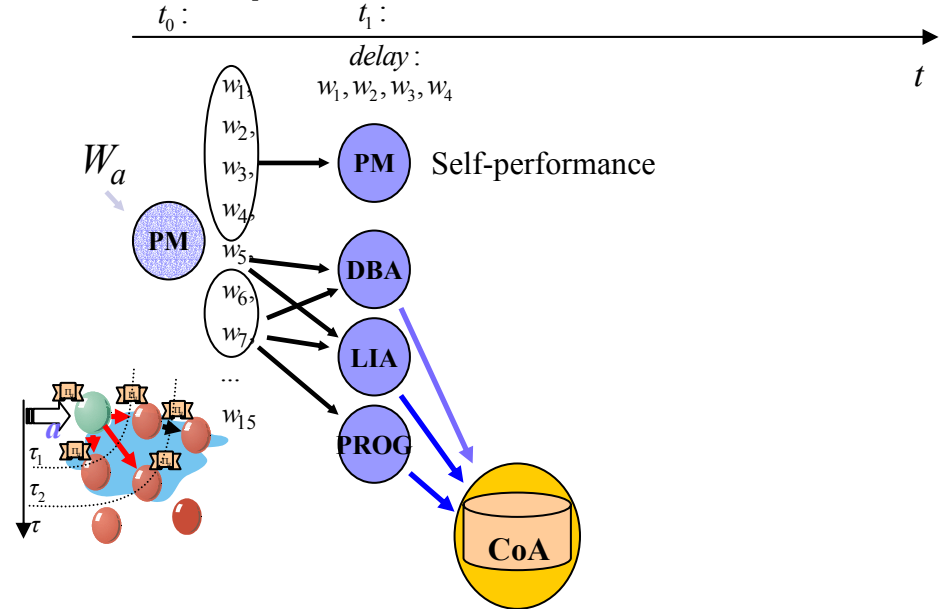 t₀ : t₁ :
t
delay :
w₁, w₂, w₃, w₄
w₁,
w₂,
w₃,
w₄,
w₅,
w₆,
w₇,
...
w₁₅
Wₐ
PM
PM Self-performance
DBA
LIA
PROG
CoA
a
τ₁
τ₂
τ